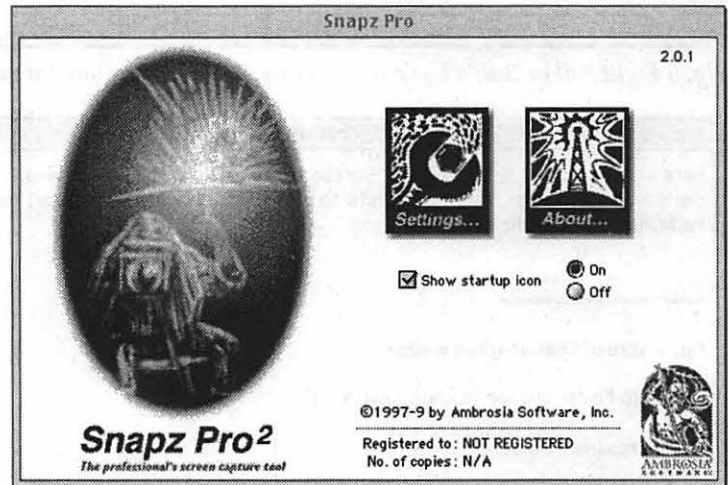 Snapz Pro
2.0.1
Settings...
About...
Show startup icon
On
Off
©1997-9 by Ambrosia Software, Inc.
Snapz Pro2
The professional's screen capture tool
Registered to: NOT REGISTERED
No. of copies: N/A
AMBROSIA
SOFTWARE